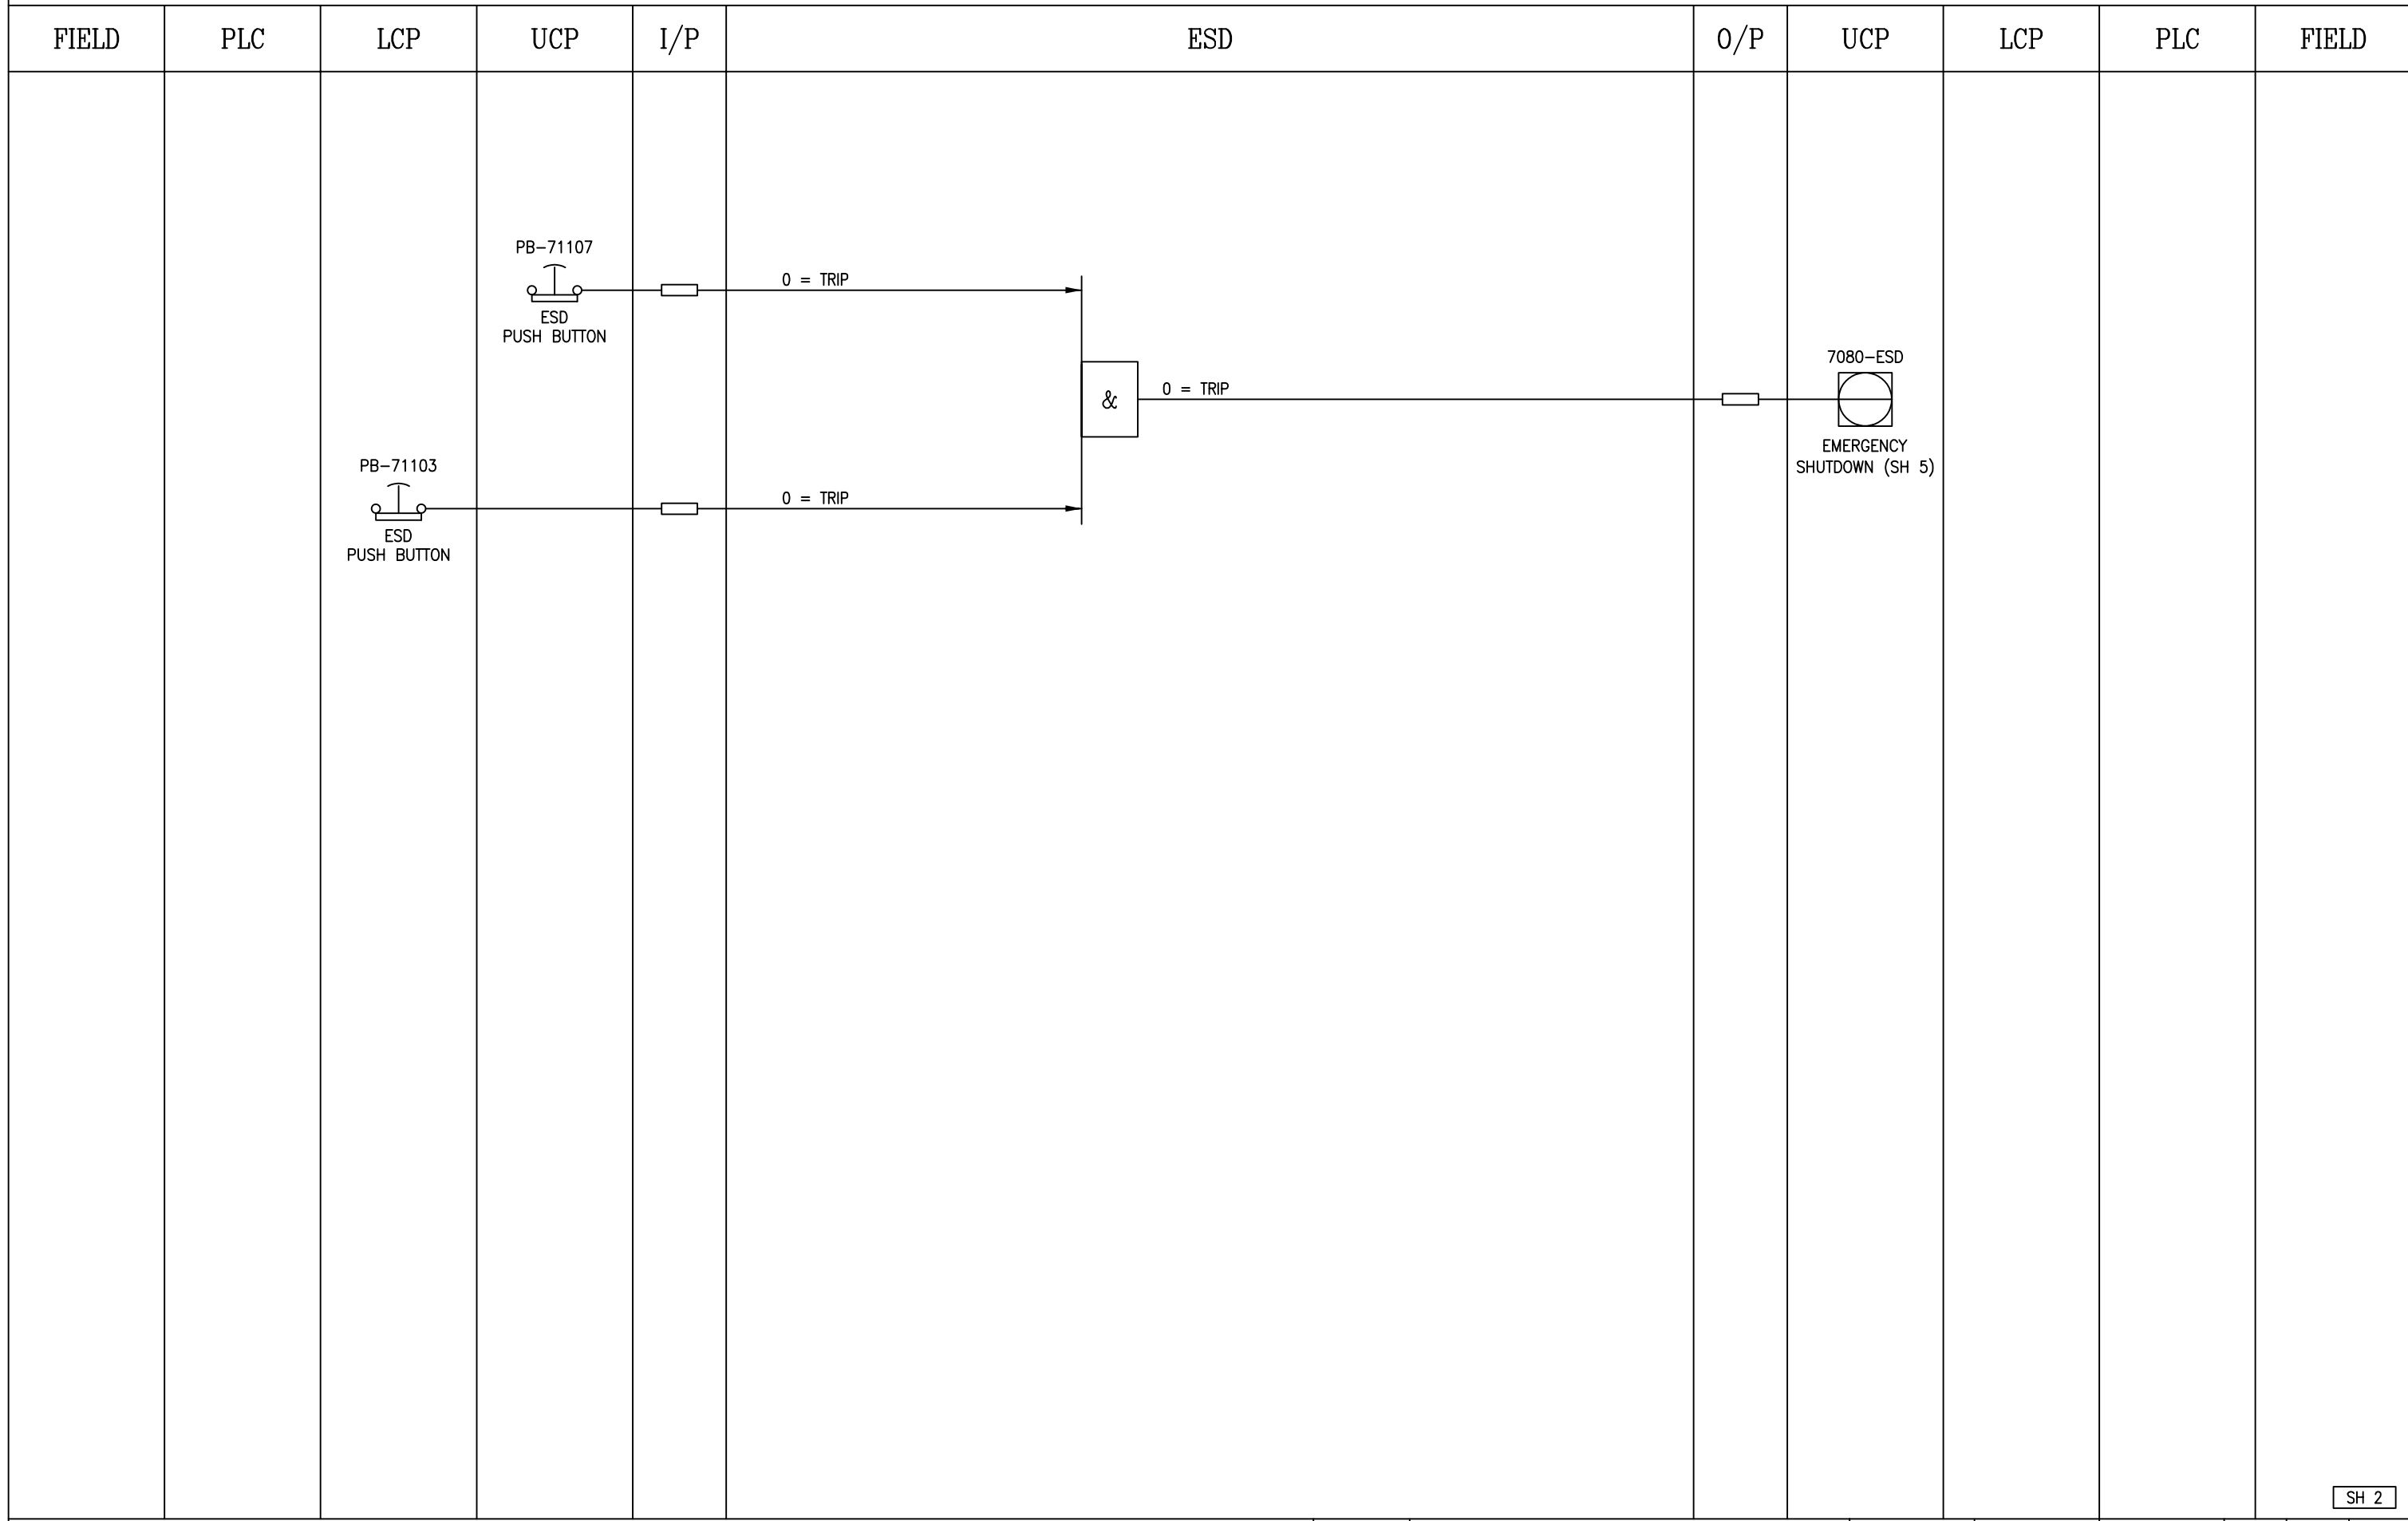 FIELD PLC LCP UCP I/P ESD O/P UCP LCP PLC FIELD
PB-71107
0 = TRIP
ESD
PUSH BUTTON
7080-ESD
&
0 = TRIP
EMERGENCY
SHUTDOWN (SH 5)
PB-71103
0 = TRIP
ESD
PUSH BUTTON
SH 2